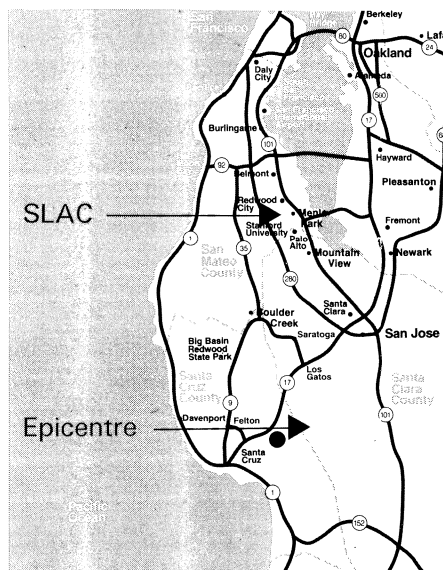 San
Francisco
Berkeley
80
Oakland
24
Daly
City
Alameda
580
17
Burlingame
101
Hayward
92
Belmont
Pleasanton
SLAC
Redwood
City
Menlo
Park
Stanford
University
Palo
Alto
Fremont
1
35
San
Mateo
County
Mountain
View
Newark
280
Santa
Clara
Boulder
Creek
Saratoga
San Jose
Big Basin
Redwood
State Park
Los
Gatos
Santa
Cruz
County
17
Santa
Clara
County
9
101
Davenport
Felton
Epicentre
Santa
Cruz
1
Pacific
Ocean
152